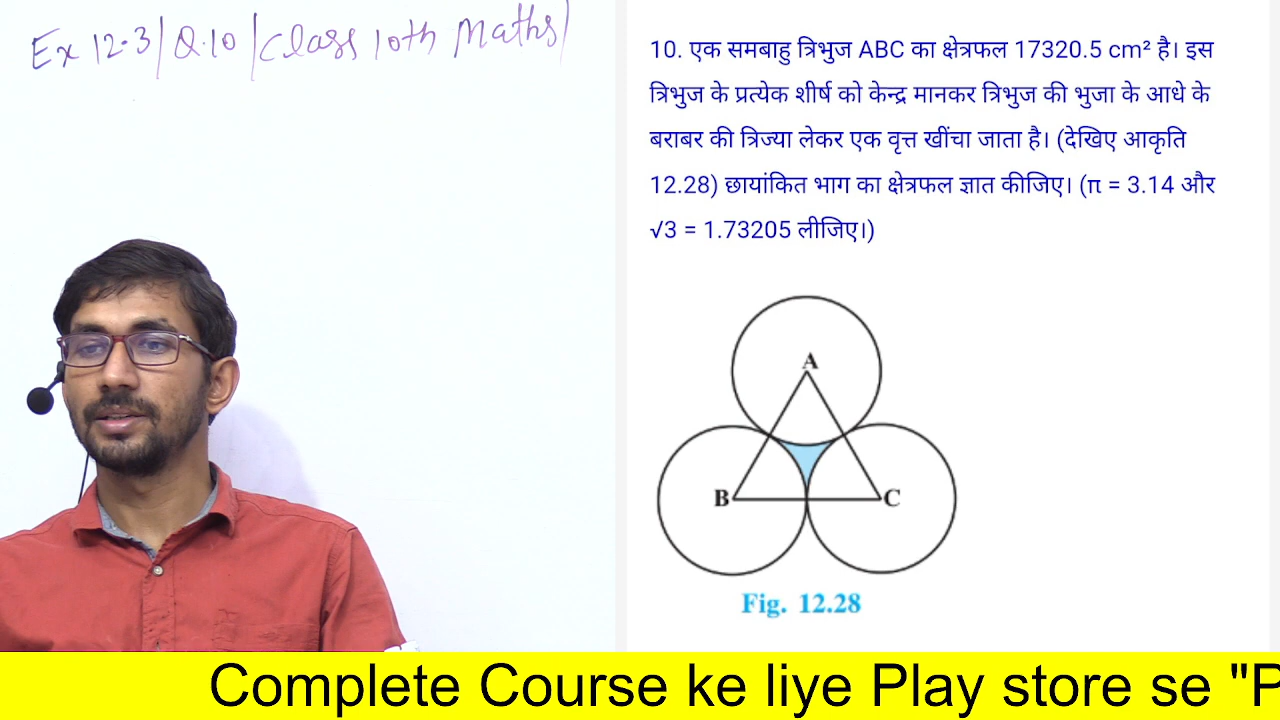 Ex 12.3/ Q.10 /Class 10th Maths/
10. एक समबाहु त्रिभुज ABC का क्षेत्रफल 17320.5 cm² है। इस
त्रिभुज के प्रत्येक शीर्ष को केन्द्र मानकर त्रिभुज की भुजा के आधे के
बराबर की त्रिज्या लेकर एक वृत्त खींचा जाता है। (देखिए आकृति
12.28) छायांकित भाग का क्षेत्रफल ज्ञात कीजिए। (π = 3.14 और
√3 = 1.73205 लीजिए।)
A
B
C
Fig. 12.28
Complete Course ke liye Play store se "P